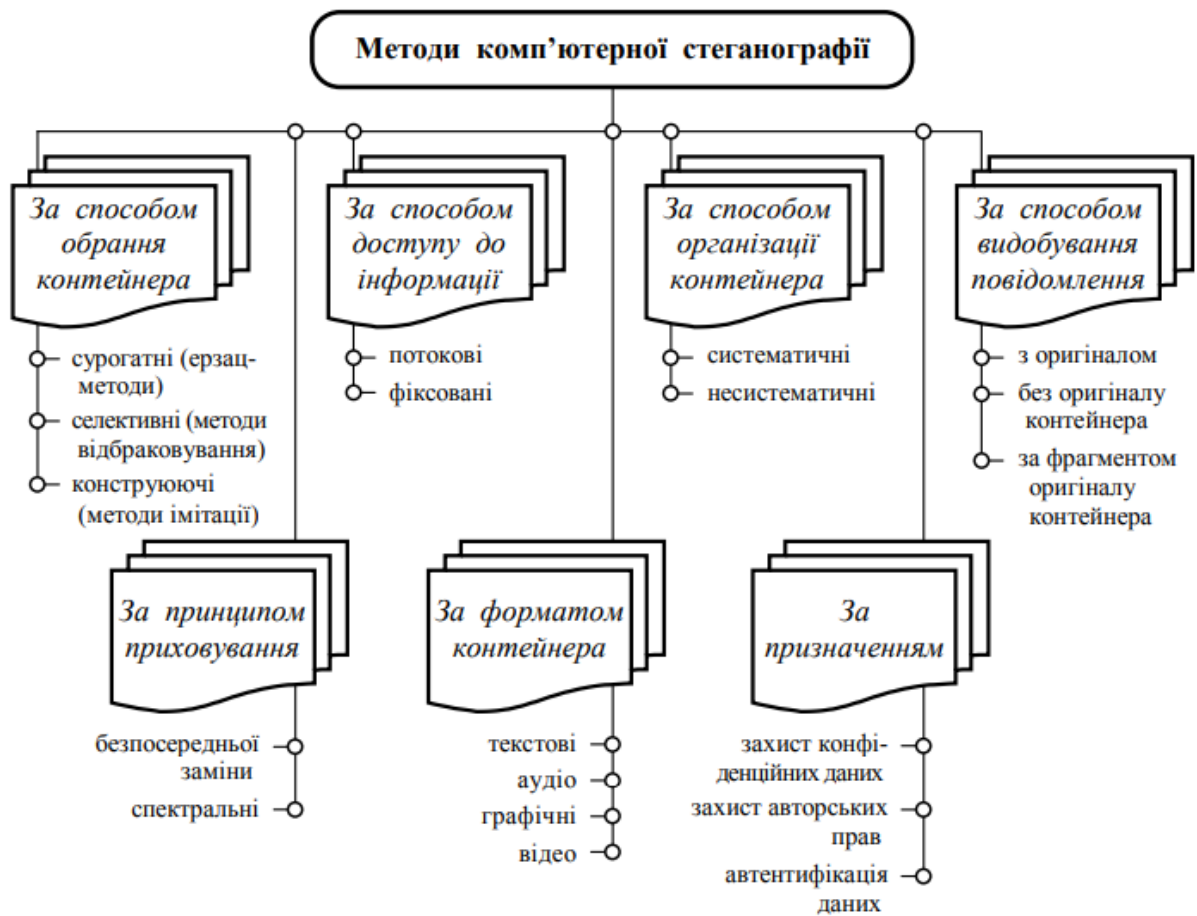 Методи комп’ютерної стеганографії
За способом
обрання
контейнера
сурогатні (ерзац-
методи)
селективні (методи
відбраковування)
конструюючі
(методи імітації)
За способом
доступу до
інформації
потокові
фіксовані
За способом
організації
контейнера
систематичні
несистематичні
За способом
видобування
повідомлення
з оригіналом
без оригіналу
контейнера
за фрагментом
оригіналу
контейнера
За принципом
приховування
безпосередньої
заміни
спектральні
За форматом
контейнера
текстові
аудіо
графічні
відео
За
призначенням
захист конфі-
денційних даних
захист авторських
прав
автентифікація
даних